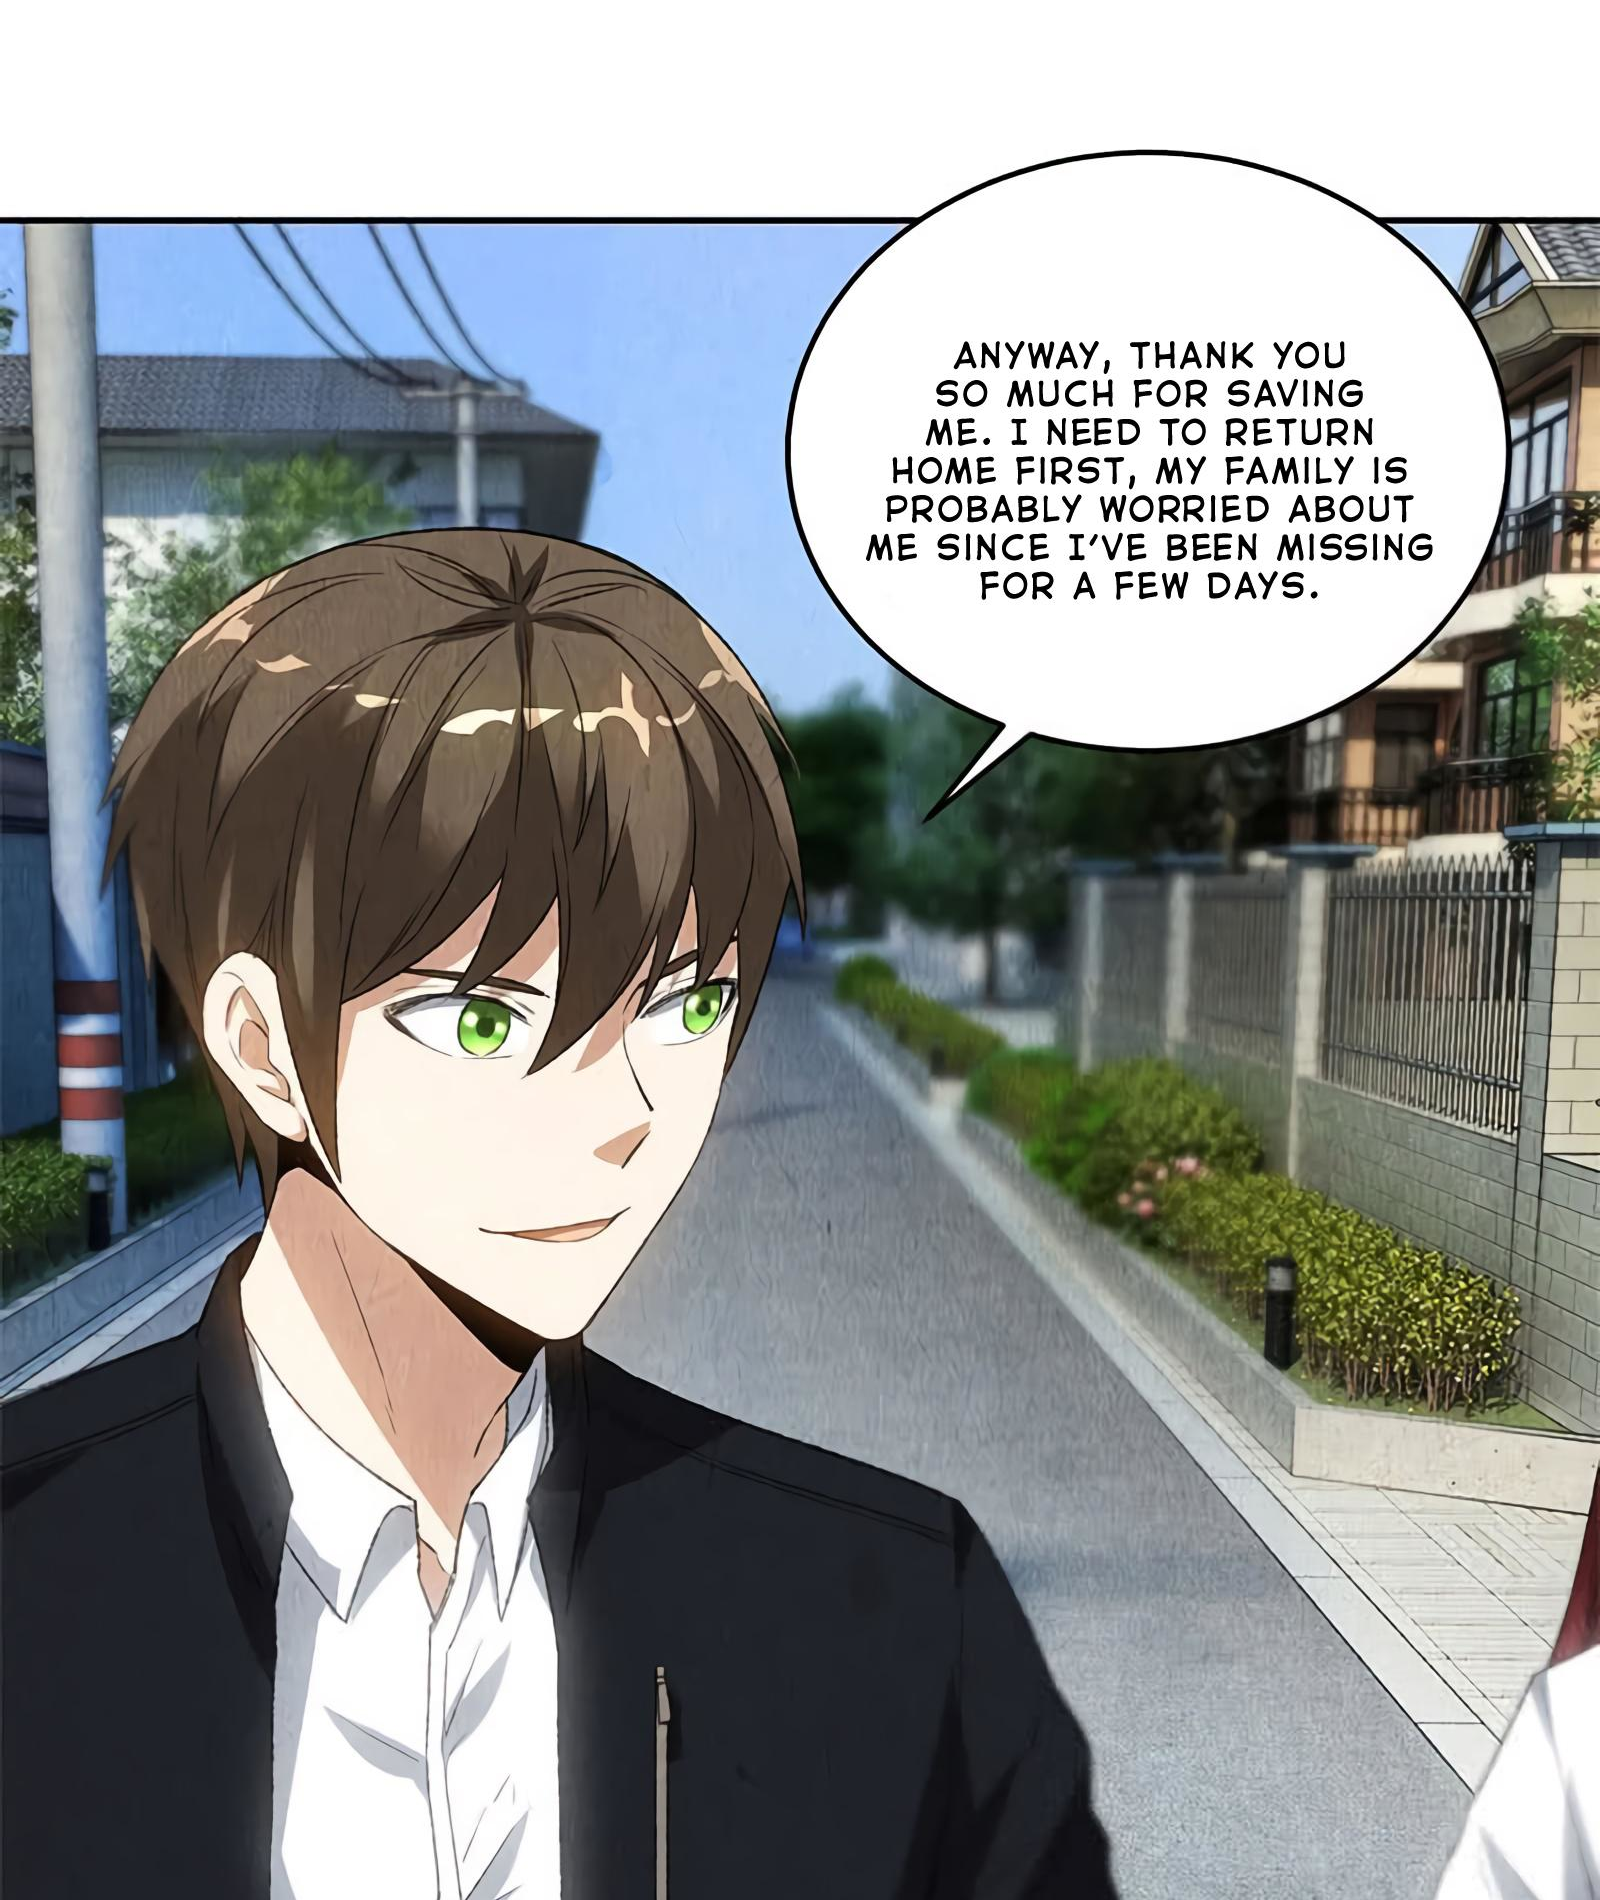 ANYWAY, THANK YOU
SO MUCH FOR SAVING
ME. I NEED TO RETURN
HOME FIRST, MY FAMILY IS
PROBABLY WORRIED ABOUT
ME SINCE I'VE BEEN MISSING
FOR A FEW DAYS.